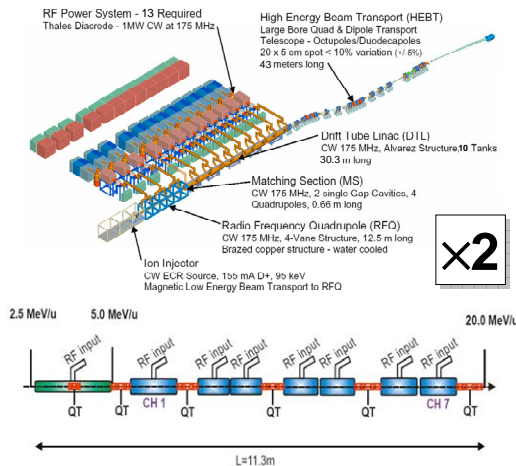 RF Power System - 13 Required
Thales Diacrode - 1MW CW at 175 MHz
High Energy Beam Transport (HEBT)
Large Bore Quad & Dipole Transport
Telescope - Octupoles/Duodecapoles
20 x 5 cm spot < 10% variation (+/- 5%)
43 meters long
Drift Tube Linac (DTL)
CW 175 MHz, Alvarez Structure,10 Tanks
30.3 m long
Matching Section (MS)
CW 175 MHz, 2 single Gap Cavities, 4
Quadrupoles, 0.66 m long
Radio Frequency Quadrupole (RFQ)
CW 175 MHz, 4-Vane Structure, 12.5 m long
Brazed copper structure - water cooled
Ion Injector
CW ECR Source, 155 mA D+, 95 keV
Magnetic Low Energy Beam Transport to RFQ
×2
2.5 MeV/u
5.0 MeV/u
20.0 MeV/u
RF input
RF input
RF input
RF input
RF input
RF input
RF input
RF input
CH 1
CH 7
QT
QT
QT
QT
QT
QT
L=11.3m